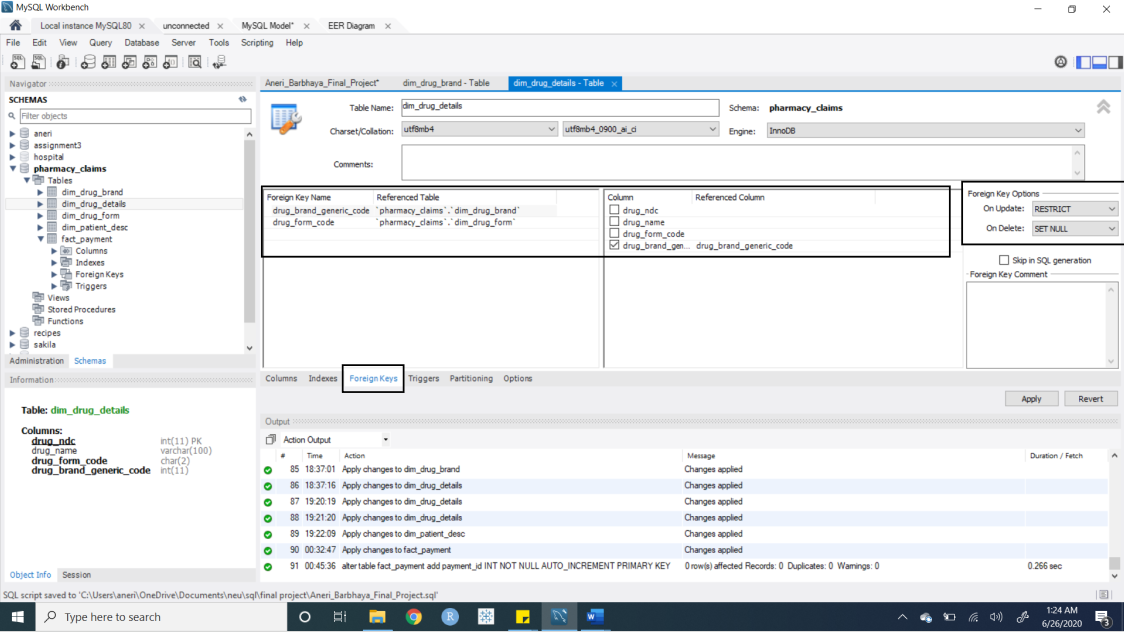 MySQL Workbench
Local instance MySQL80 × unconnected × MySQL Model* × EER Diagram ×
File Edit View Query Database Server Tools Scripting Help
Navigator
SCHEMAS
Filter objects
aneri
assignment3
hospital
pharmacy_claims
Tables
dim_drug_brand
dim_drug_details
dim_drug_form
dim_patient_desc
fact_payment
Columns
Indexes
Foreign Keys
Triggers
Views
Stored Procedures
Functions
recipes
sakila
Administration Schemas
Information
Table: dim_drug_details
Columns:
drug_ndc int(11) PK
drug_name varchar(100)
drug_form_code char(2)
drug_brand_generic_code int(11)
Object Info Session
Aneri_Barbhaya_Final_Project* dim_drug_brand - Table dim_drug_details - Table ×
Table Name: dim_drug_details Schema: pharmacy_claims
Charset/Collation: utf8mb4 utf8mb4_0900_ai_ci Engine: InnoDB
Comments:
Foreign Key Name Referenced Table
drug_brand_generic_code `pharmacy_claims`.`dim_drug_brand`
drug_form_code `pharmacy_claims`.`dim_drug_form`
Column Referenced Column
drug_ndc
drug_name
drug_form_code
drug_brand_gen... drug_brand_generic_code
Foreign Key Options
On Update: RESTRICT
On Delete: SET NULL
Skip in SQL generation
Foreign Key Comment
Columns Indexes Foreign Keys Triggers Partitioning Options
Apply Revert
Output
Action Output
# Time Action Message Duration / Fetch
85 18:37:01 Apply changes to dim_drug_brand Changes applied
86 18:37:16 Apply changes to dim_drug_details Changes applied
87 19:20:19 Apply changes to dim_drug_details Changes applied
88 19:21:20 Apply changes to dim_drug_details Changes applied
89 19:22:09 Apply changes to dim_patient_desc Changes applied
90 00:32:47 Apply changes to fact_payment Changes applied
91 00:45:36 alter table fact_payment add payment_id INT NOT NULL AUTO_INCREMENT PRIMARY KEY 0 row(s) affected Records: 0 Duplicates: 0 Warnings: 0 0.266 sec
SQL script saved to 'C:\Users\aneri\OneDrive\Documents\neu\sql\final project\Aneri_Barbhaya_Final_Project.sql'
Type here to search
1:24 AM
6/26/2020
3